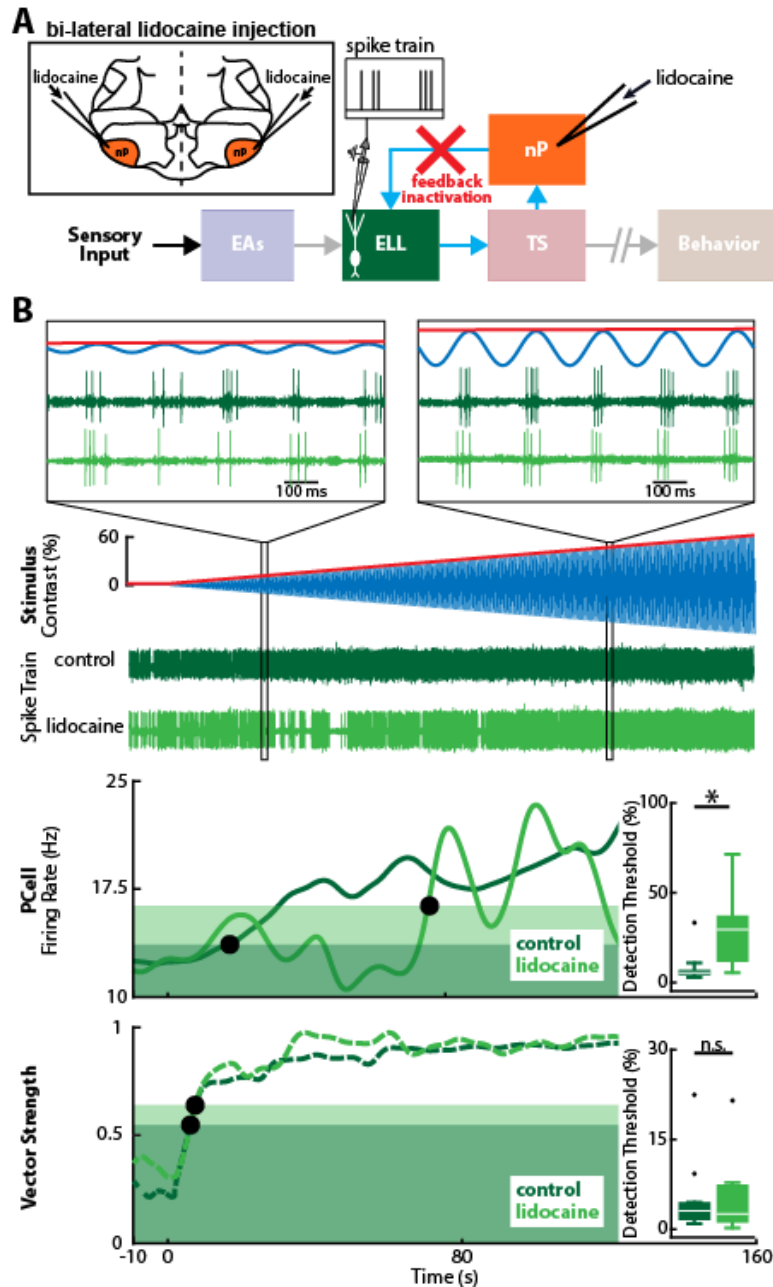 A
bi-lateral lidocaine injection
lidocaine
lidocaine
nP
nP
spike train
lidocaine
nP
feedback
inactivation
Sensory
Input
EAs
ELL
TS
Behavior
B
100 ms
100 ms
Stimulus
Contrast (%)
60
0
Spike Train
control
lidocaine
PCell
Firing Rate (Hz)
25
17.5
10
control
lidocaine
80
160
Detection Threshold (%)
100
50
0
*
Vector Strength
1
0.5
0
control
lidocaine
Detection Threshold (%)
30
15
0
n.s.
-10
0
80
160
Time (s)